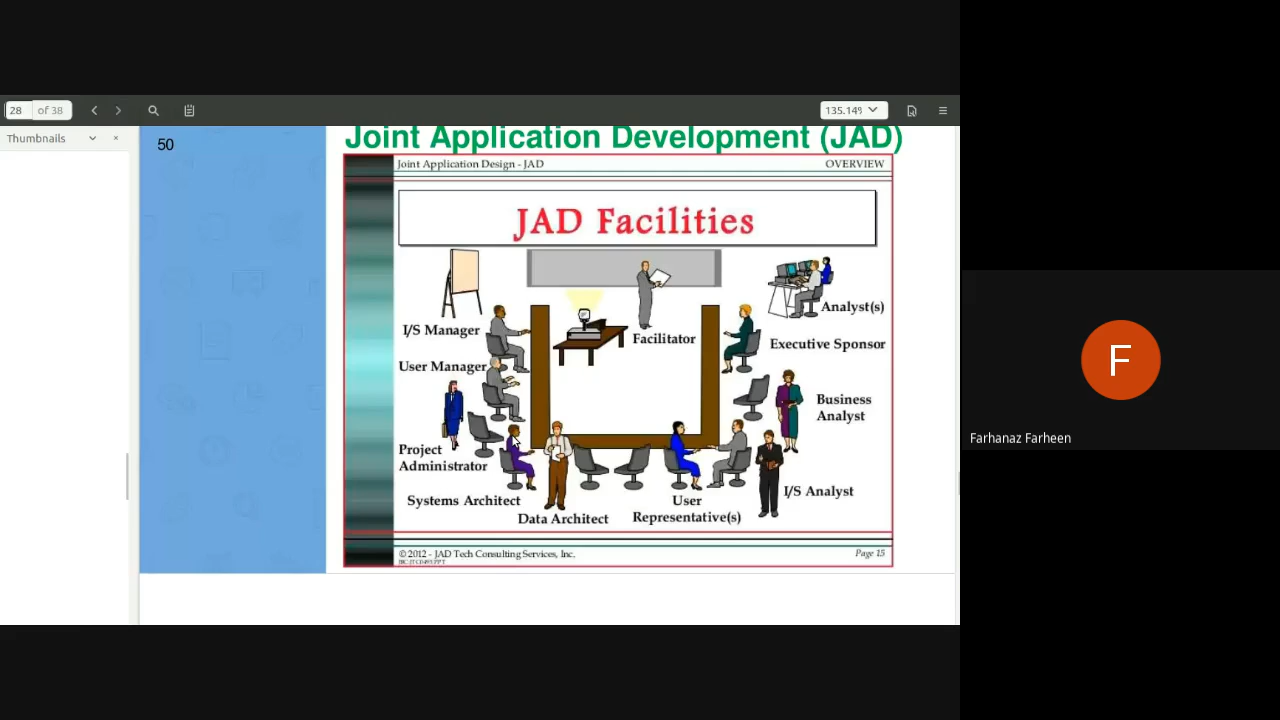 28 of 38
135.14%
Thumbnails
50
Joint Application Development (JAD)
Joint Application Design - JAD
OVERVIEW
JAD Facilities
Analyst(s)
I/S Manager
Facilitator
Executive Sponsor
User Manager
Business
Analyst
Project
Administrator
Systems Architect
Data Architect
User
Representative(s)
I/S Analyst
© 2012 - JAD Tech Consulting Services, Inc.
Page 15
F
Farhanaz Farheen